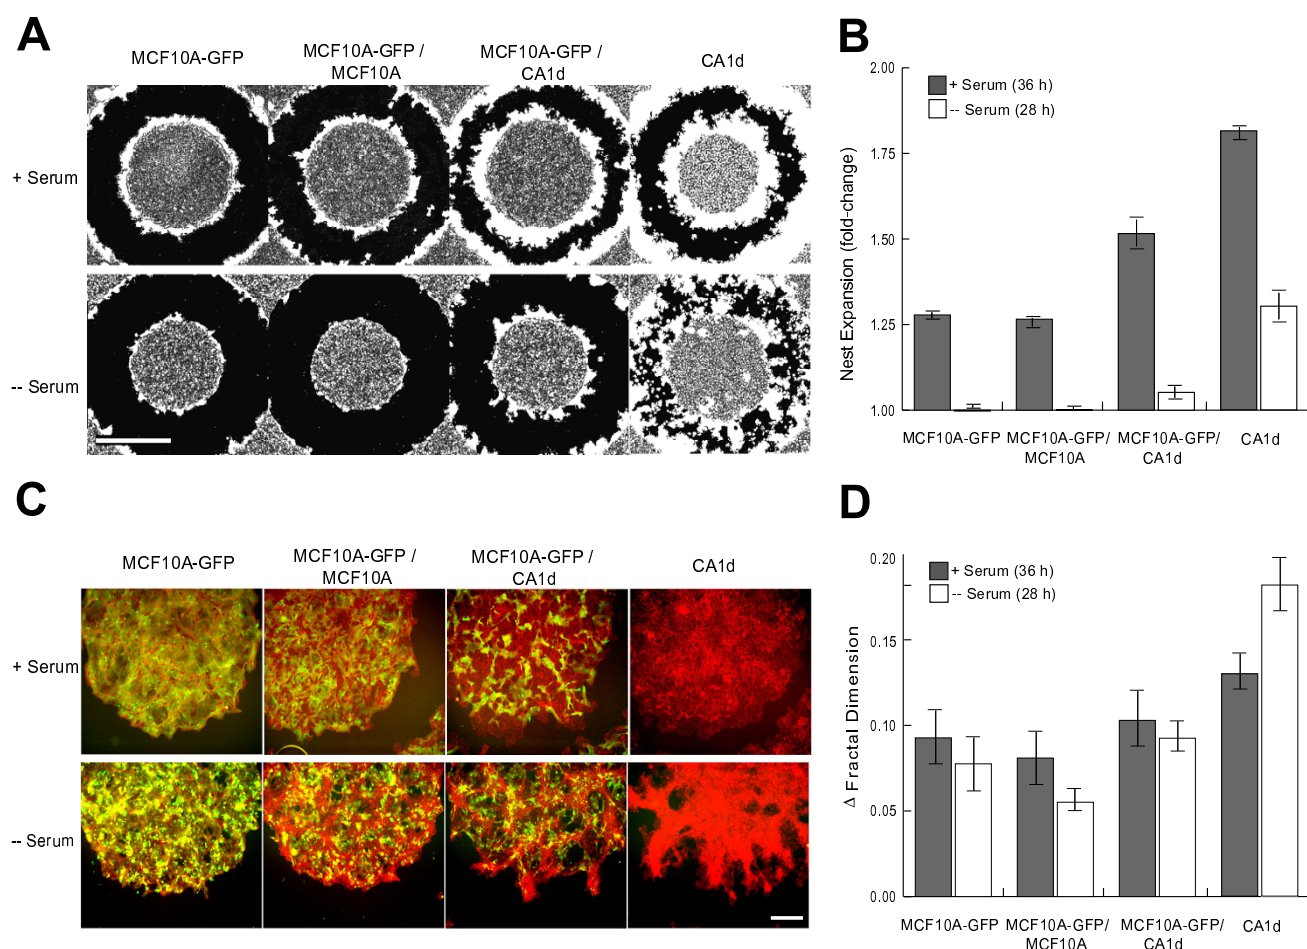 A
MCF10A-GFP
MCF10A-GFP /
MCF10A
MCF10A-GFP /
CA1d
CA1d
+ Serum
-- Serum
B
Nest Expansion (fold-change)
2.00
1.75
1.50
1.25
1.00
+ Serum (36 h)
-- Serum (28 h)
MCF10A-GFP
MCF10A-GFP/
MCF10A
MCF10A-GFP/
CA1d
CA1d
C
MCF10A-GFP
MCF10A-GFP /
MCF10A
MCF10A-GFP /
CA1d
CA1d
+ Serum
-- Serum
D
Δ Fractal Dimension
0.20
0.15
0.10
0.05
0.00
+ Serum (36 h)
-- Serum (28 h)
MCF10A-GFP
MCF10A-GFP/
MCF10A
MCF10A-GFP/
CA1d
CA1d